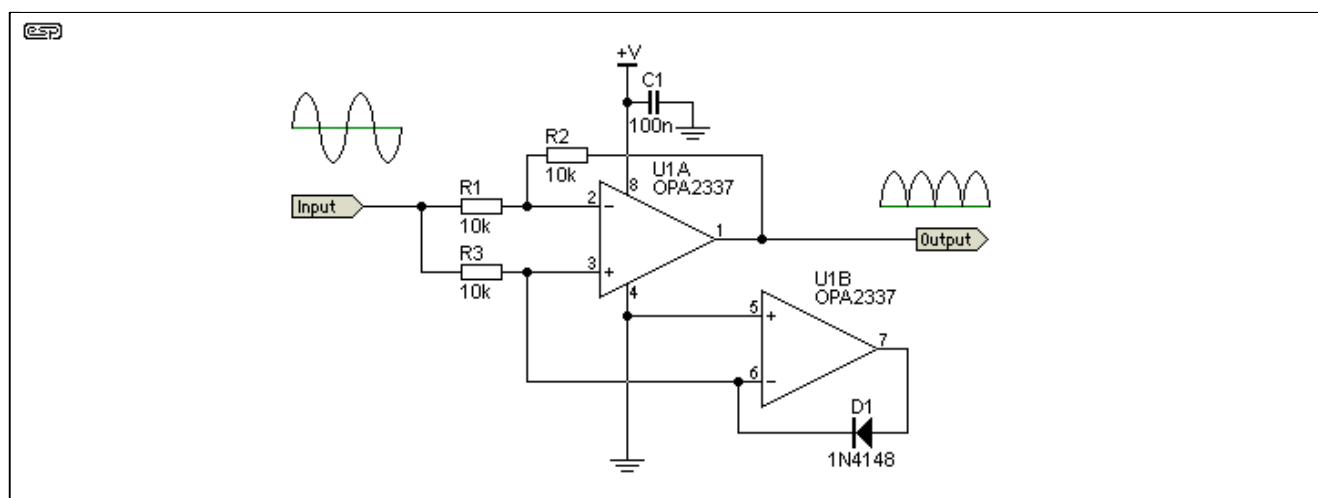 esp
+V
C1
100n
R2
10k
U1A
OPA2337
8
Input
R1
10k
2
−
1
Output
R3
10k
3
+
4
U1B
OPA2337
5
+
7
6
−
D1
1N4148